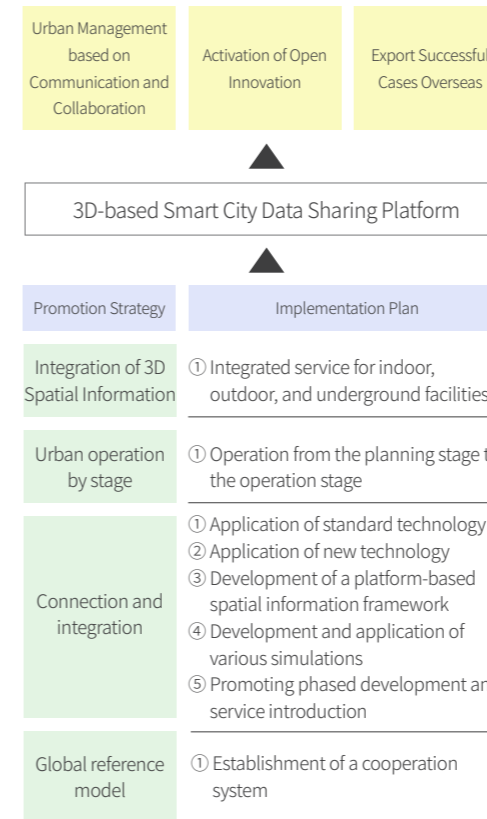 Urban Management
based on
Communication and
Collaboration
Activation of Open
Innovation
Export Successful
Cases Overseas
3D-based Smart City Data Sharing Platform
Promotion Strategy
Implementation Plan
Integration of 3D
Spatial Information
① Integrated service for indoor,
outdoor, and underground facilities
Urban operation
by stage
① Operation from the planning stage
the operation stage
Connection and
integration
① Application of standard technology
② Application of new technology
③ Development of a platform-based
spatial information framework
④ Development and application of
various simulations
⑤ Promoting phased development
service introduction
Global reference
model
① Establishment of a cooperation
system